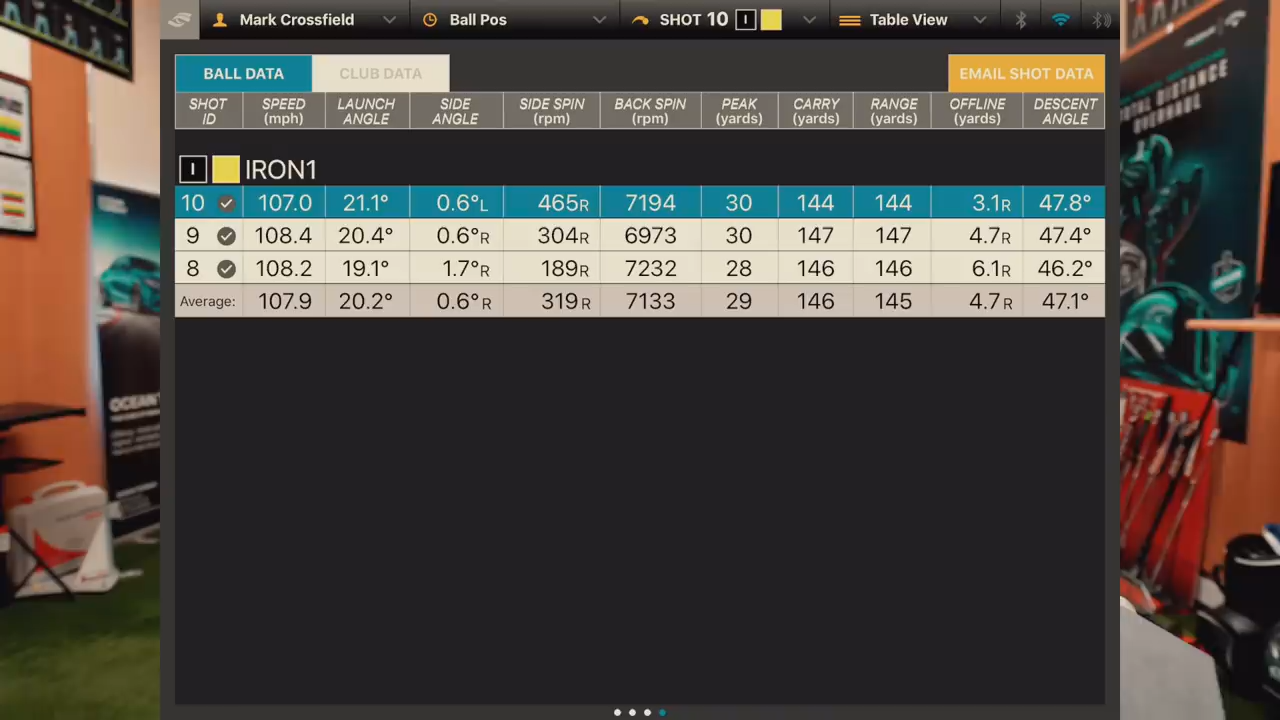 Mark Crossfield Ball Pos SHOT 10 I Table View
BALL DATA CLUB DATA EMAIL SHOT DATA
SHOT ID SPEED (mph) LAUNCH ANGLE SIDE ANGLE SIDE SPIN (rpm) BACK SPIN (rpm) PEAK (yards) CARRY (yards) RANGE (yards) OFFLINE (yards) DESCENT ANGLE
I IRON1
10 107.0 21.1° 0.6°L 465R 7194 30 144 144 3.1R 47.8°
9 108.4 20.4° 0.6°R 304R 6973 30 147 147 4.7R 47.4°
8 108.2 19.1° 1.7°R 189R 7232 28 146 146 6.1R 46.2°
Average: 107.9 20.2° 0.6°R 319R 7133 29 146 145 4.7R 47.1°
TOTAL DISTANCE
OVERHAUL
OCEAN